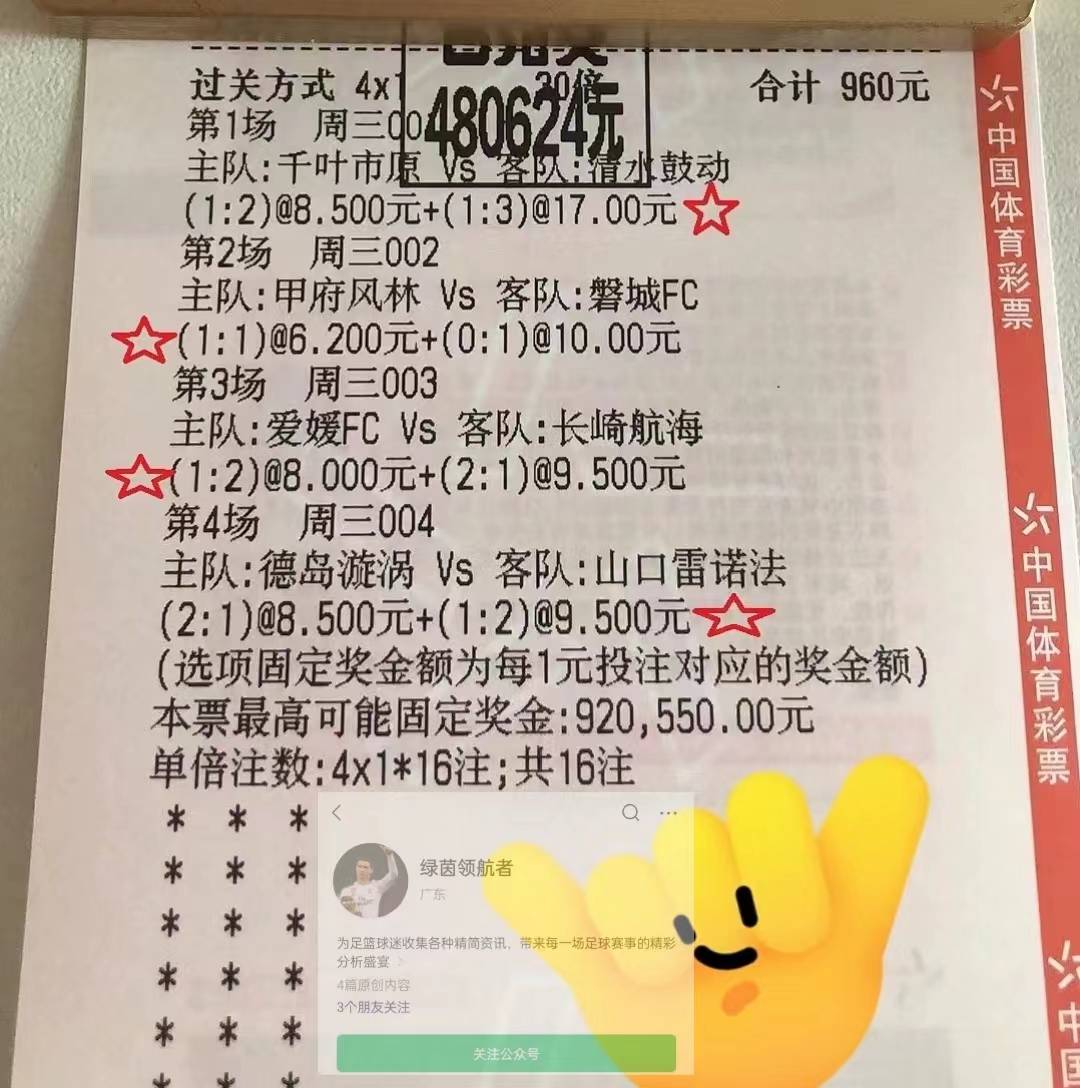 过关方式 4x1 30倍 合计 960元
480624元
第1场 周三00
主队:千叶市原 Vs 客队:清水鼓动
(1:2)@8.500元+(1:3)@17.00元
第2场 周三002
主队:甲府风林 Vs 客队:磐城FC
(1:1)@6.200元+(0:1)@10.00元
第3场 周三003
主队:爱媛FC Vs 客队:长崎航海
(1:2)@8.000元+(2:1)@9.500元
第4场 周三004
主队:德岛漩涡 Vs 客队:山口雷诺法
(2:1)@8.500元+(1:2)@9.500元
(选项固定奖金额为每1元投注对应的奖金额)
本票最高可能固定奖金:920,550.00元
单倍注数:4x1*16注;共16注
* * *
* * *
* * *
* * *
* * *
* * *
绿茵领航者
广东
为足篮球迷收集各种精简资讯，带来每一场足球赛事的精彩
分析盛宴
4篇原创内容
3个朋友关注
关注公众号
中国体育彩票
中国体育彩票
中国